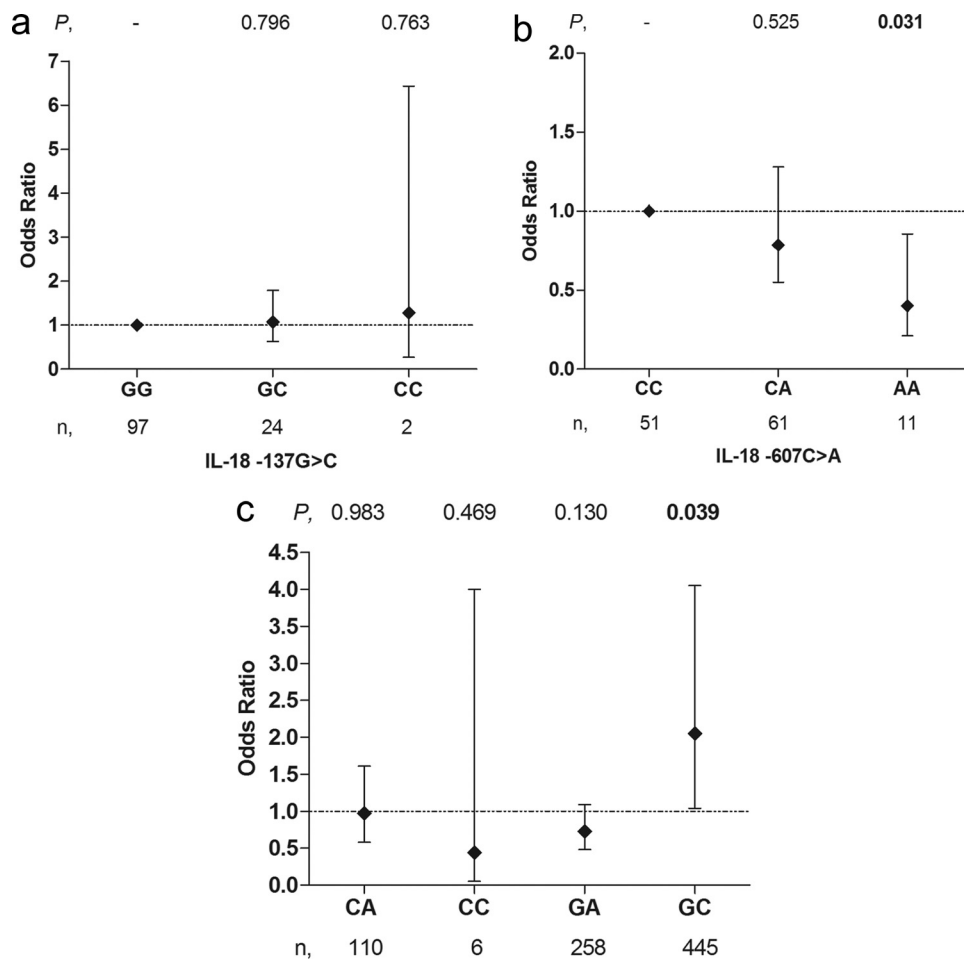 a
P, - 0.796 0.763
7
6
5
4
3
2
1
0
Odds Ratio
GG GC CC
n, 97 24 2
IL-18 -137G>C
b
P, - 0.525 0.031
2.0
1.5
1.0
0.5
0.0
Odds Ratio
CC CA AA
n, 51 61 11
IL-18 -607C>A
c
P, 0.983 0.469 0.130 0.039
4.5
4.0
3.5
3.0
2.5
2.0
1.5
1.0
0.5
0.0
Odds Ratio
CA CC GA GC
n, 110 6 258 445